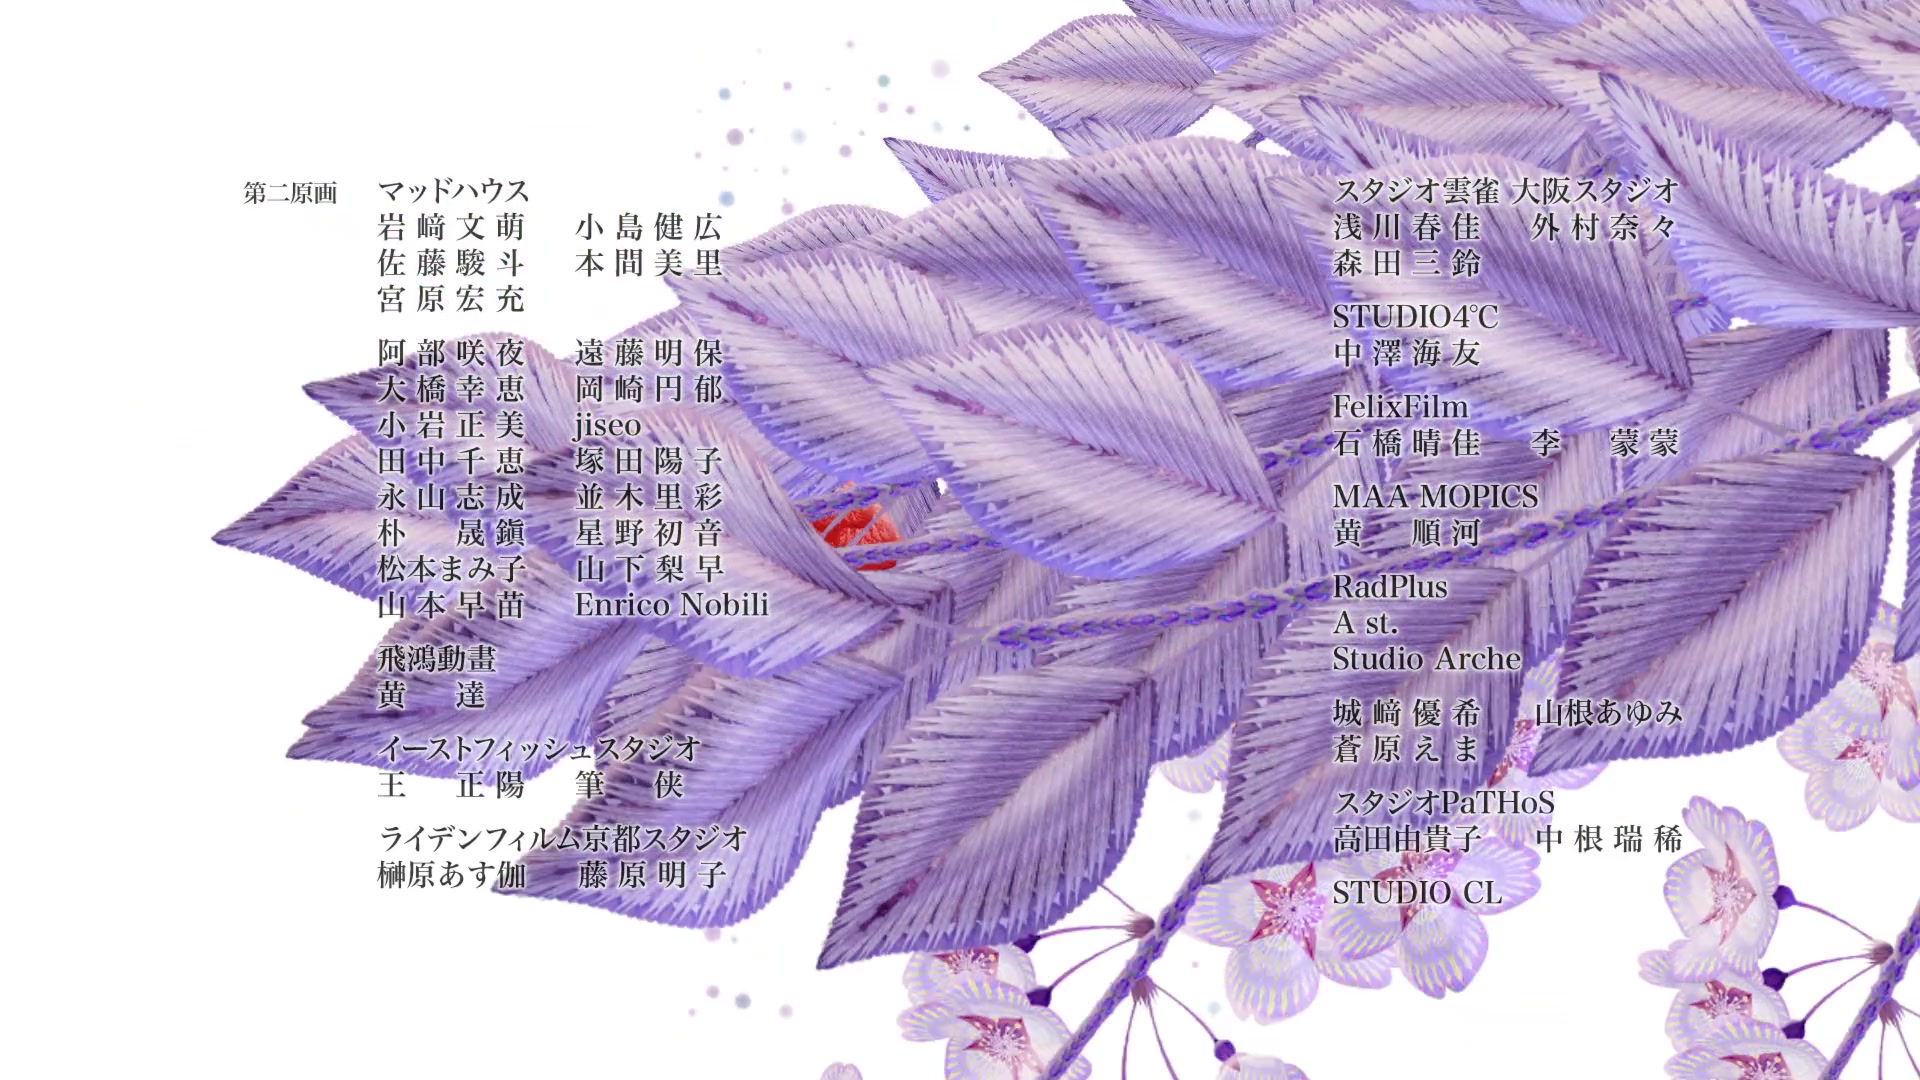 第二原画 マッドハウス
岩﨑文萌 小島健広
佐藤駿斗 本間美里
宮原宏充
阿部咲夜 遠藤明保
大橋幸恵 岡崎円郁
小岩正美 jiseo
田中千恵 塚田陽子
永山志成 並木里彩
朴 晟鎭 星野初音
松本まみ子 山下梨早
山本早苗 Enrico Nobili
飛鴻動畫
黄 達
イーストフィッシュスタジオ
王 正陽 筆 侠
ライデンフィルム京都スタジオ
榊原あす伽 藤原明子
スタジオ雲雀 大阪スタジオ
浅川春佳 外村奈々
森田三鈴
STUDIO4℃
中澤海友
FelixFilm
石橋晴佳 李 蒙蒙
MAA MOPICS
黄 順河
RadPlus
A st.
Studio Arche
城﨑優希 山根あゆみ
蒼原えま
スタジオPaTHoS
高田由貴子 中根瑞稀
STUDIO CL